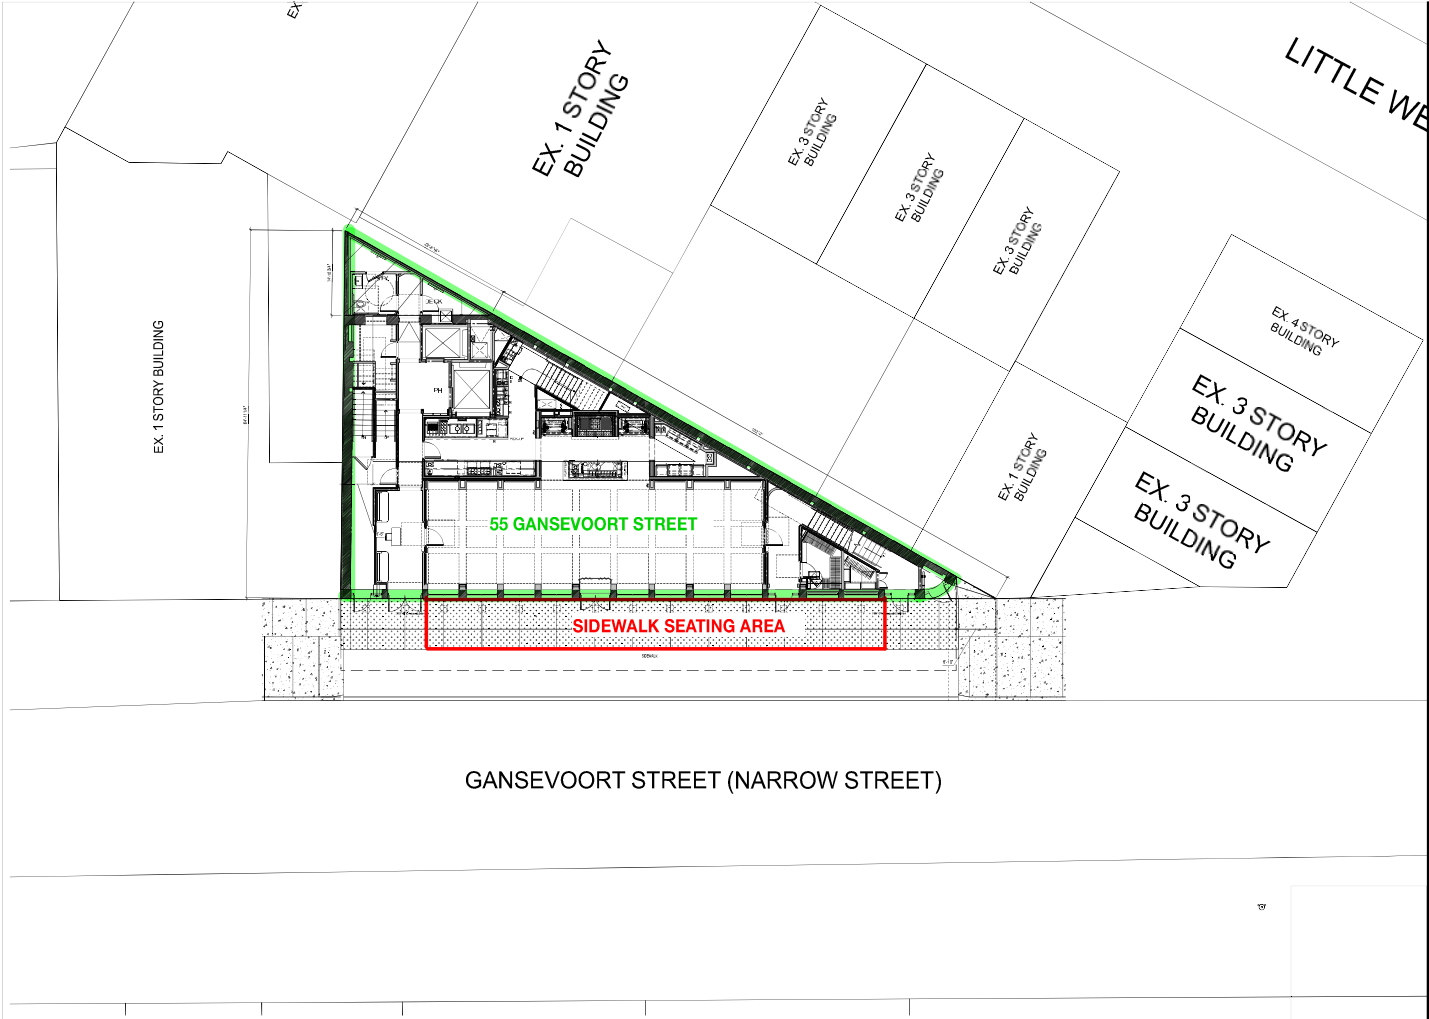 EX.
EX. 1 STORY
BUILDING
LITTLE WE
EX. 3 STORY
BUILDING
EX. 3 STORY
BUILDING
EX. 3 STORY
BUILDING
EX. 4 STORY
BUILDING
EX. 3 STORY
BUILDING
EX. 3 STORY
BUILDING
EX. 1 STORY
BUILDING
EX. 1 STORY BUILDING
DECK
PH
55 GANSEVOORT STREET
SIDEWALK SEATING AREA
SIDEWALK
GANSEVOORT STREET (NARROW STREET)